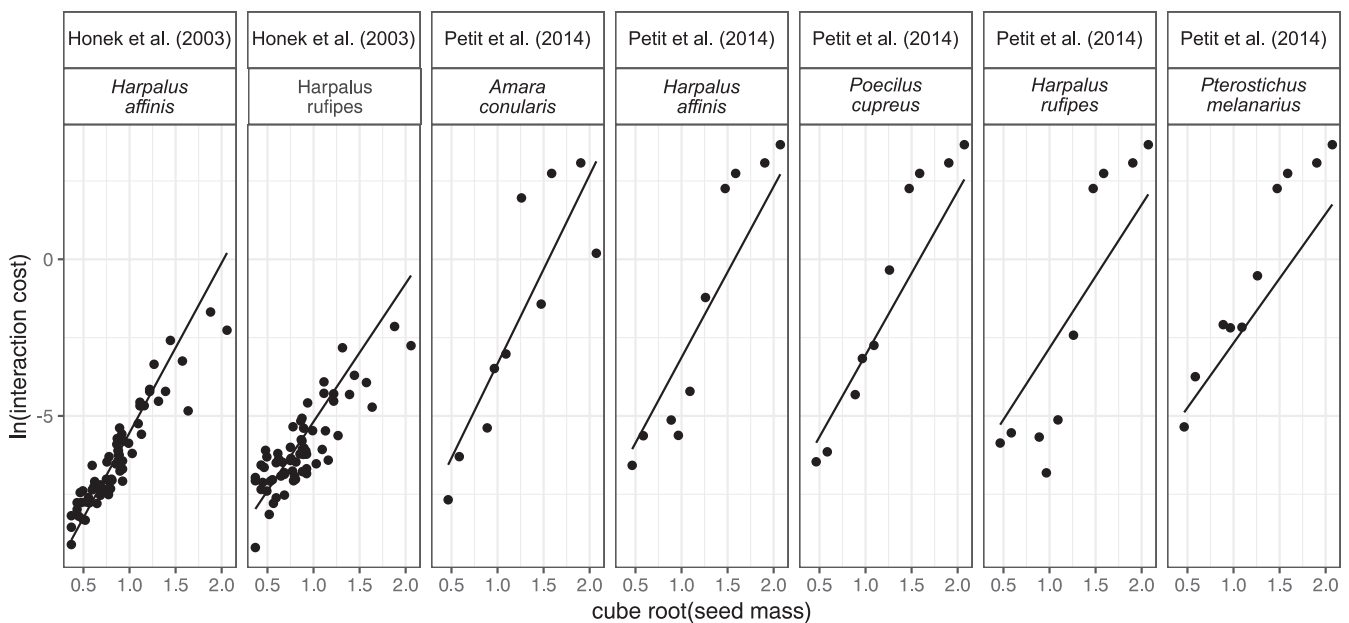 Honek et al. (2003) Honek et al. (2003) Petit et al. (2014) Petit et al. (2014) Petit et al. (2014) Petit et al. (2014) Petit et al. (2014)
Harpalus Harpalus Amara Harpalus Poecilus Harpalus Pterostichus
affinis rufipes conularis affinis cupreus rufipes melanarius
ln(interaction cost)
0
-5
0.5 1.0 1.5 2.0 0.5 1.0 1.5 2.0 0.5 1.0 1.5 2.0 0.5 1.0 1.5 2.0 0.5 1.0 1.5 2.0 0.5 1.0 1.5 2.0 0.5 1.0 1.5 2.0
cube root(seed mass)